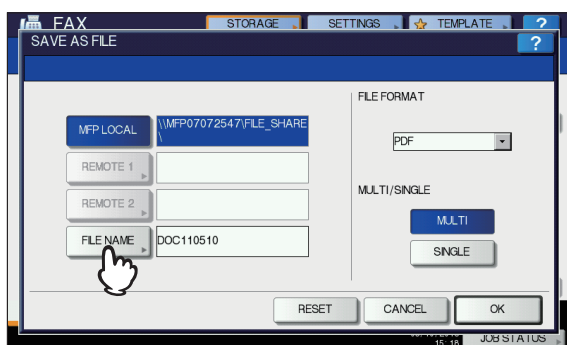 FAX STORAGE SETTINGS TEMPLATE ?
SAVE AS FILE ?
FILE FORMAT
MFP LOCAL \\MFP07072547\FILE_SHARE
\
PDF
REMOTE 1
MULTI/SINGLE
REMOTE 2
MULTI
FILE NAME DOC110510
SINGLE
RESET CANCEL OK
15: 18 JOB STATUS